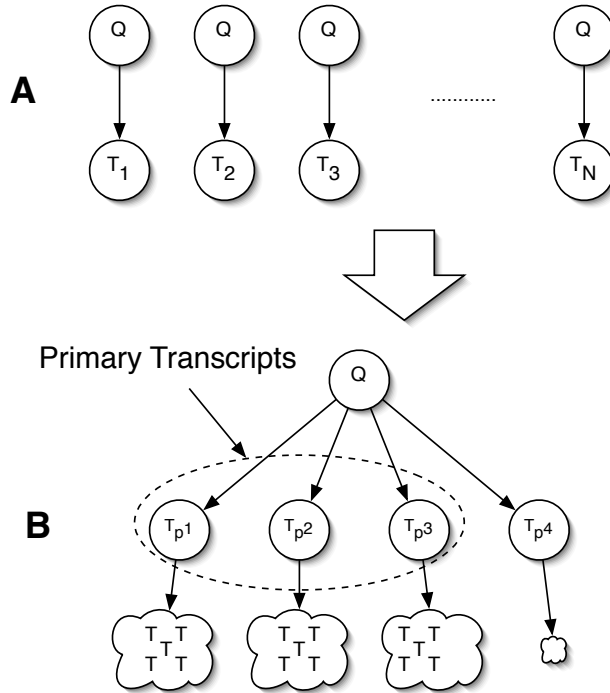 Q Q Q Q
A ............
T1 T2 T3 TN
Primary Transcripts
Q
B Tp1 Tp2 Tp3 Tp4
T T T T T T
T T T
T T T T T T